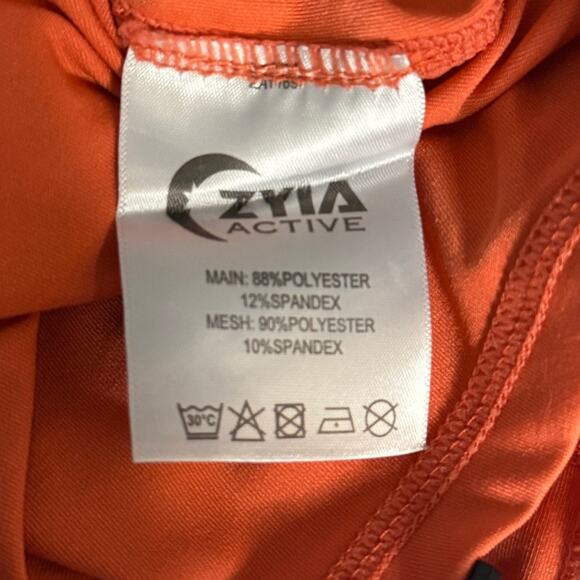 ZYIA
ACTIVE
MAIN: 88%POLYESTER
12%SPANDEX
MESH: 90%POLYESTER
10%SPANDEX
30°C